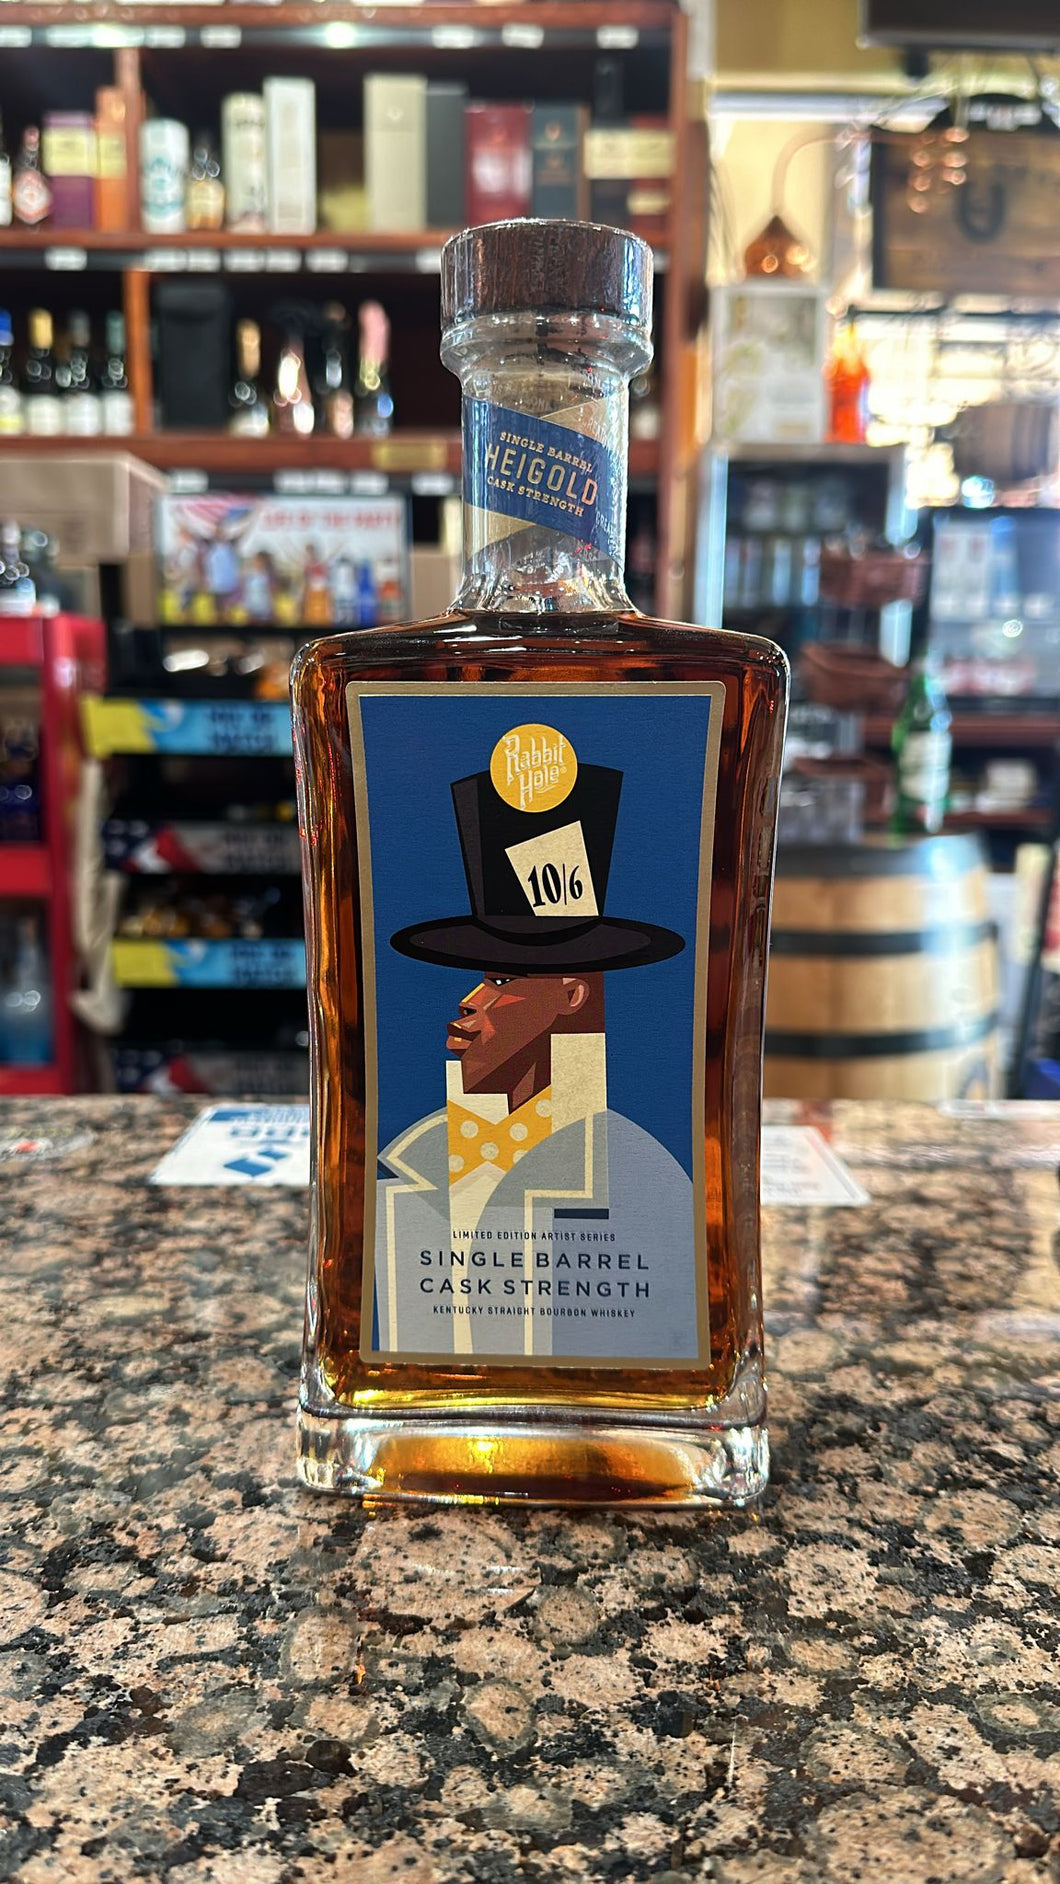 SINGLE BARREL
HEIGOLD
CASK STRENGTH
Rabbit
Hole
10/6
LIMITED EDITION ARTIST SERIES
SINGLE BARREL
CASK STRENGTH
KENTUCKY STRAIGHT BOURBON WHISKEY